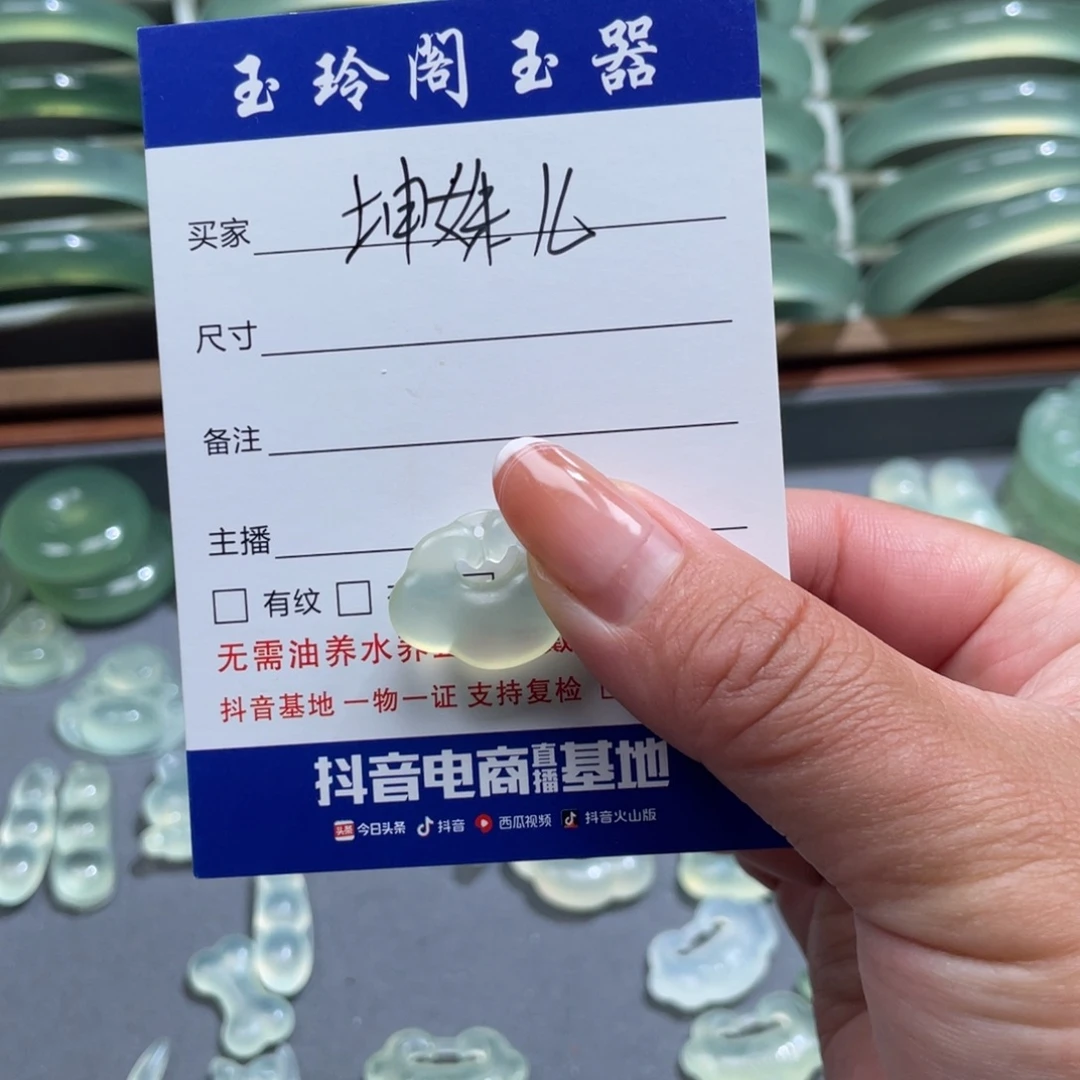 玉玲阁玉器
买家 坤妹儿
尺寸
备注
主播
□ 有纹 □
无需油养水养
抖音基地 一物一证 支持复检 □
抖音电商直播基地
头条 今日头条 抖音 西瓜视频 抖音火山版